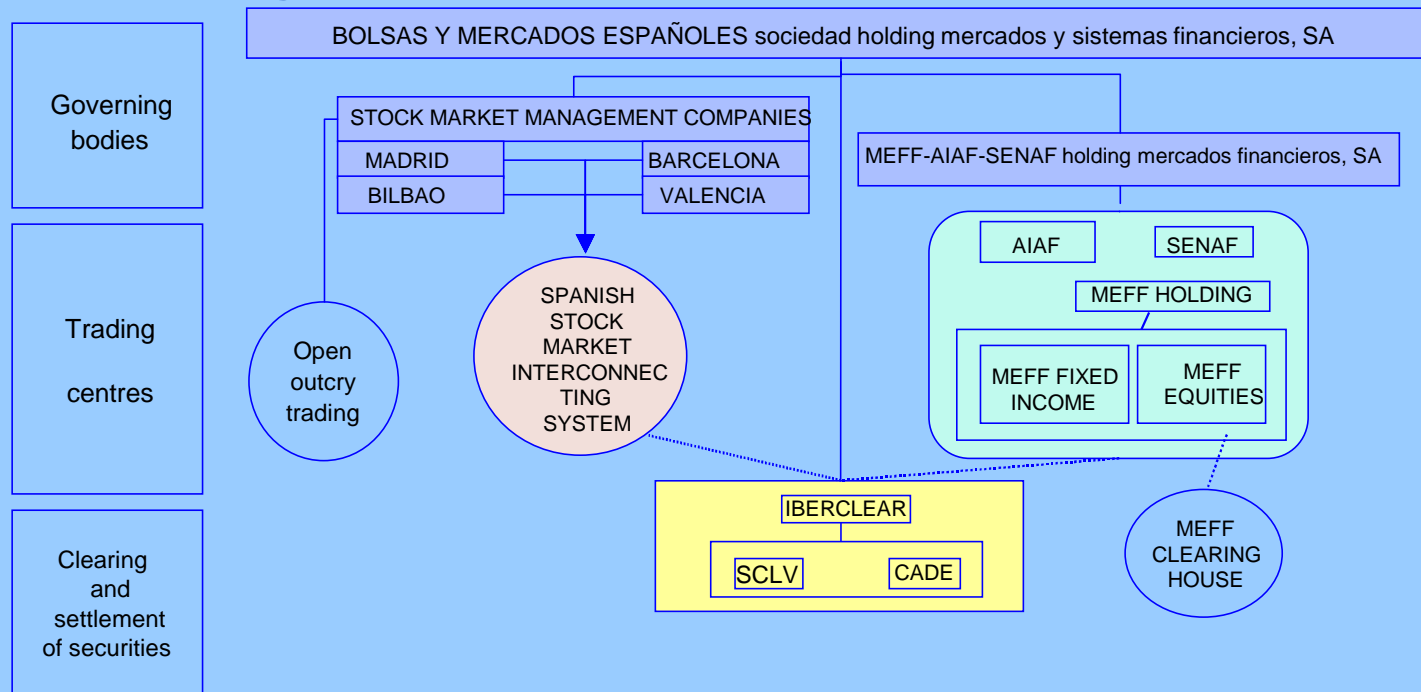 BOLSAS Y MERCADOS ESPAÑOLES sociedad holding mercados y sistemas financieros, SA
Governing
bodies
STOCK MARKET MANAGEMENT COMPANIES
MADRID
BARCELONA
BILBAO
VALENCIA
MEFF-AIAF-SENAF holding mercados financieros, SA
Trading
centres
Open
outcry
trading
SPANISH
STOCK
MARKET
INTERCONNEC
TING
SYSTEM
AIAF
SENAF
MEFF HOLDING
MEFF FIXED
INCOME
MEFF
EQUITIES
Clearing
and
settlement
of securities
IBERCLEAR
SCLV
CADE
MEFF
CLEARING
HOUSE